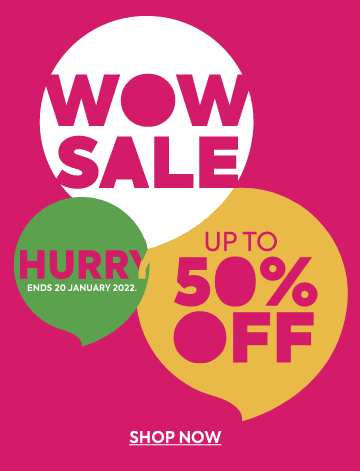 WOW
SALE
HURRY
ENDS 20 JANUARY 2022.
UP TO
50%
OFF
SHOP NOW